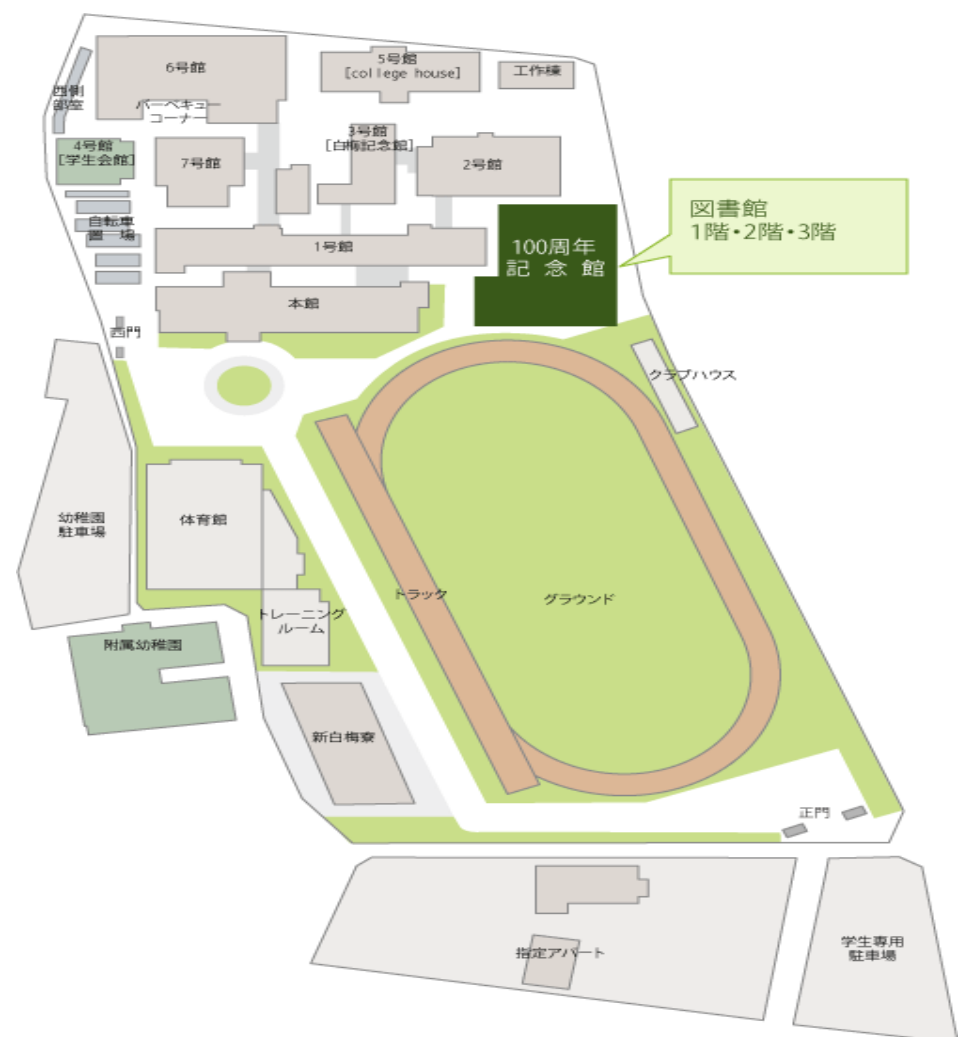 6号館
5号館
[college house]
工作棟
西側
部室
バーベキュー
コーナー
4号館
[学生会館]
7号館
3号館
[白梅記念館]
2号館
図書館
1階・2階・3階
自転車
置 場
1号館
100周年
記 念 館
本館
西門
クラブハウス
幼稚園
駐車場
体育館
トラック
グラウンド
トレーニング
ルーム
附属幼稚園
新白梅寮
正門
指定アパート
学生専用
駐車場